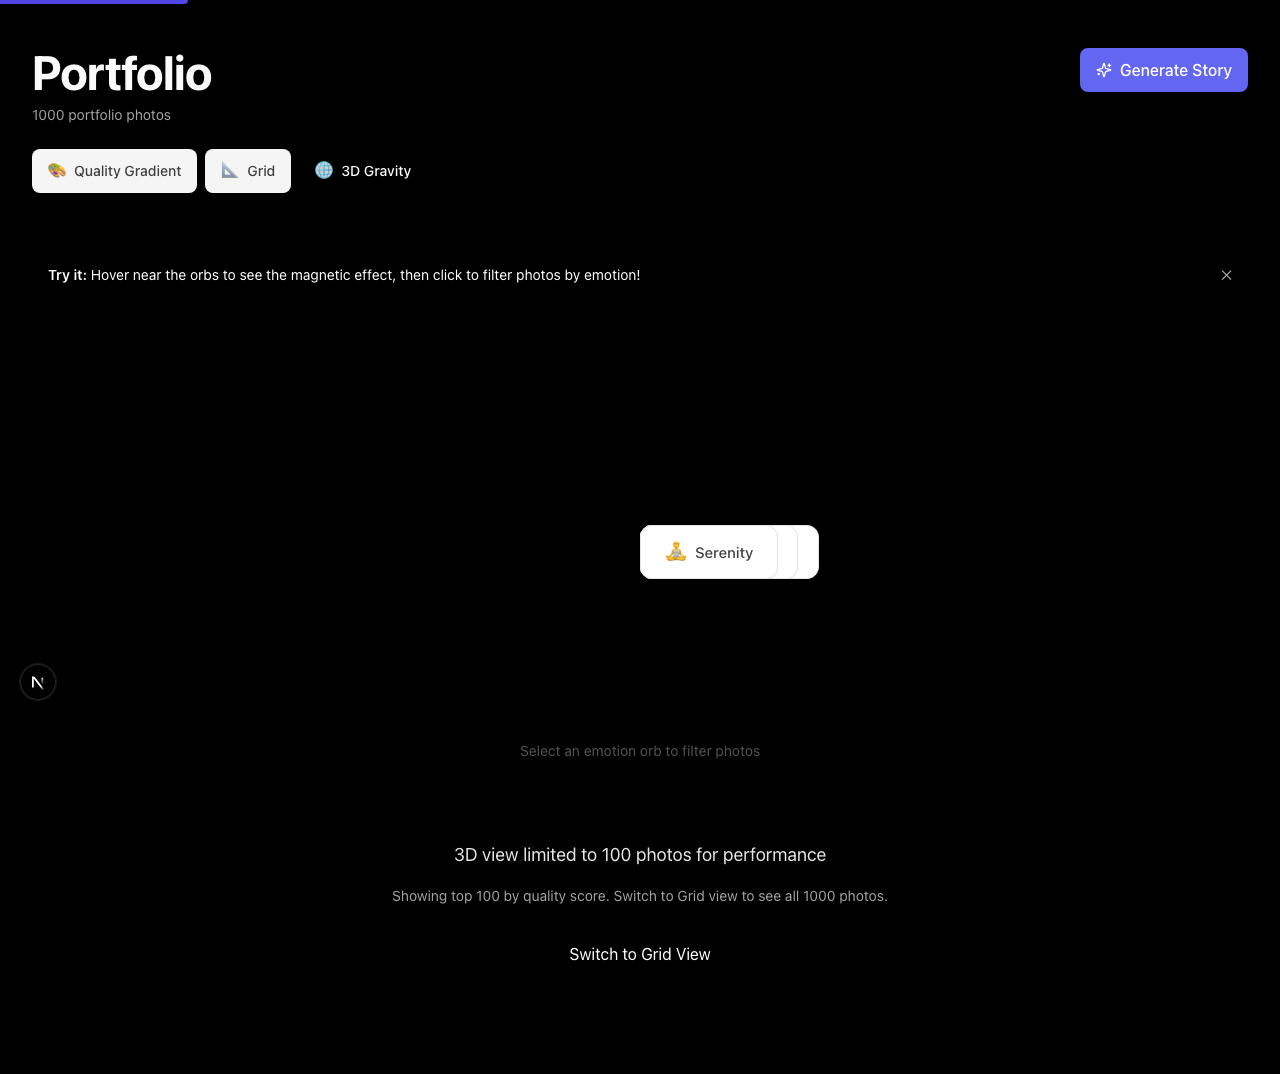 Portfolio
Generate Story
1000 portfolio photos
Quality Gradient
Grid
3D Gravity
Try it: Hover near the orbs to see the magnetic effect, then click to filter photos by emotion!
Serenity
N
Select an emotion orb to filter photos
3D view limited to 100 photos for performance
Showing top 100 by quality score. Switch to Grid view to see all 1000 photos.
Switch to Grid View